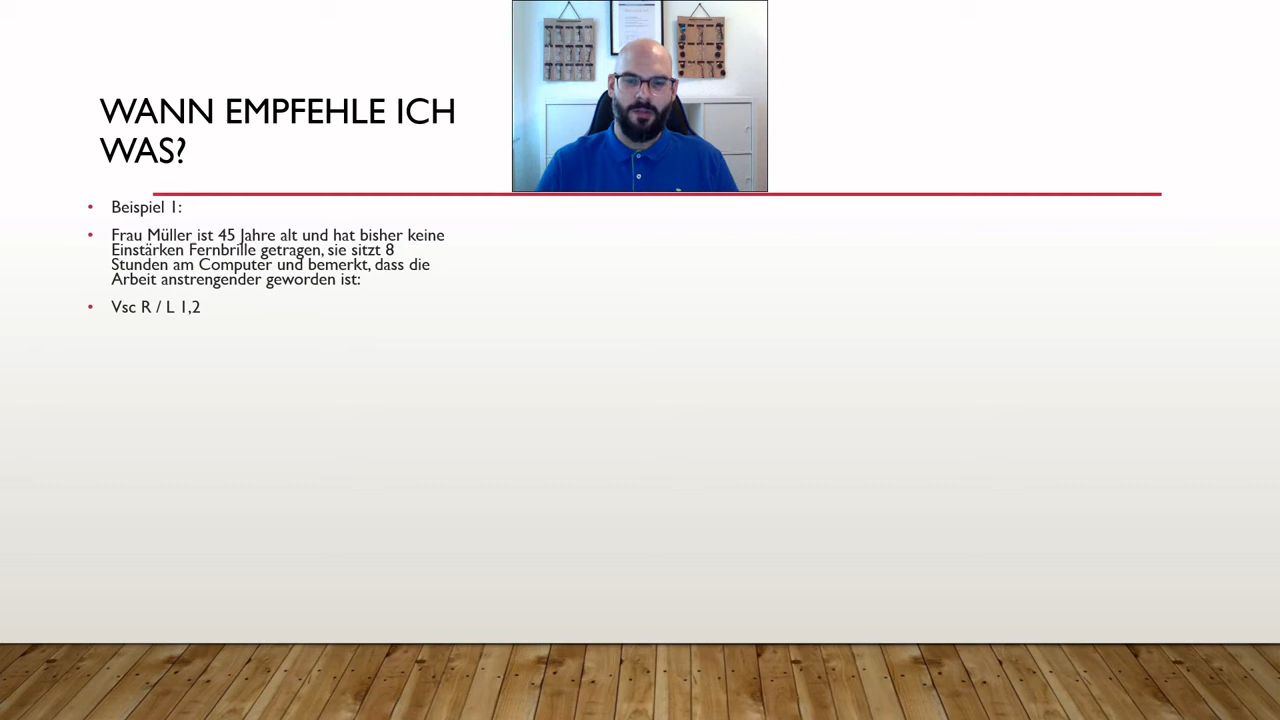 WANN EMPFEHLE ICH
WAS?
• Beispiel 1:
• Frau Müller ist 45 Jahre alt und hat bisher keine
Einstärken Fernbrille getragen, sie sitzt 8
Stunden am Computer und bemerkt, dass die
Arbeit anstrengender geworden ist:
• Vsc R / L 1,2